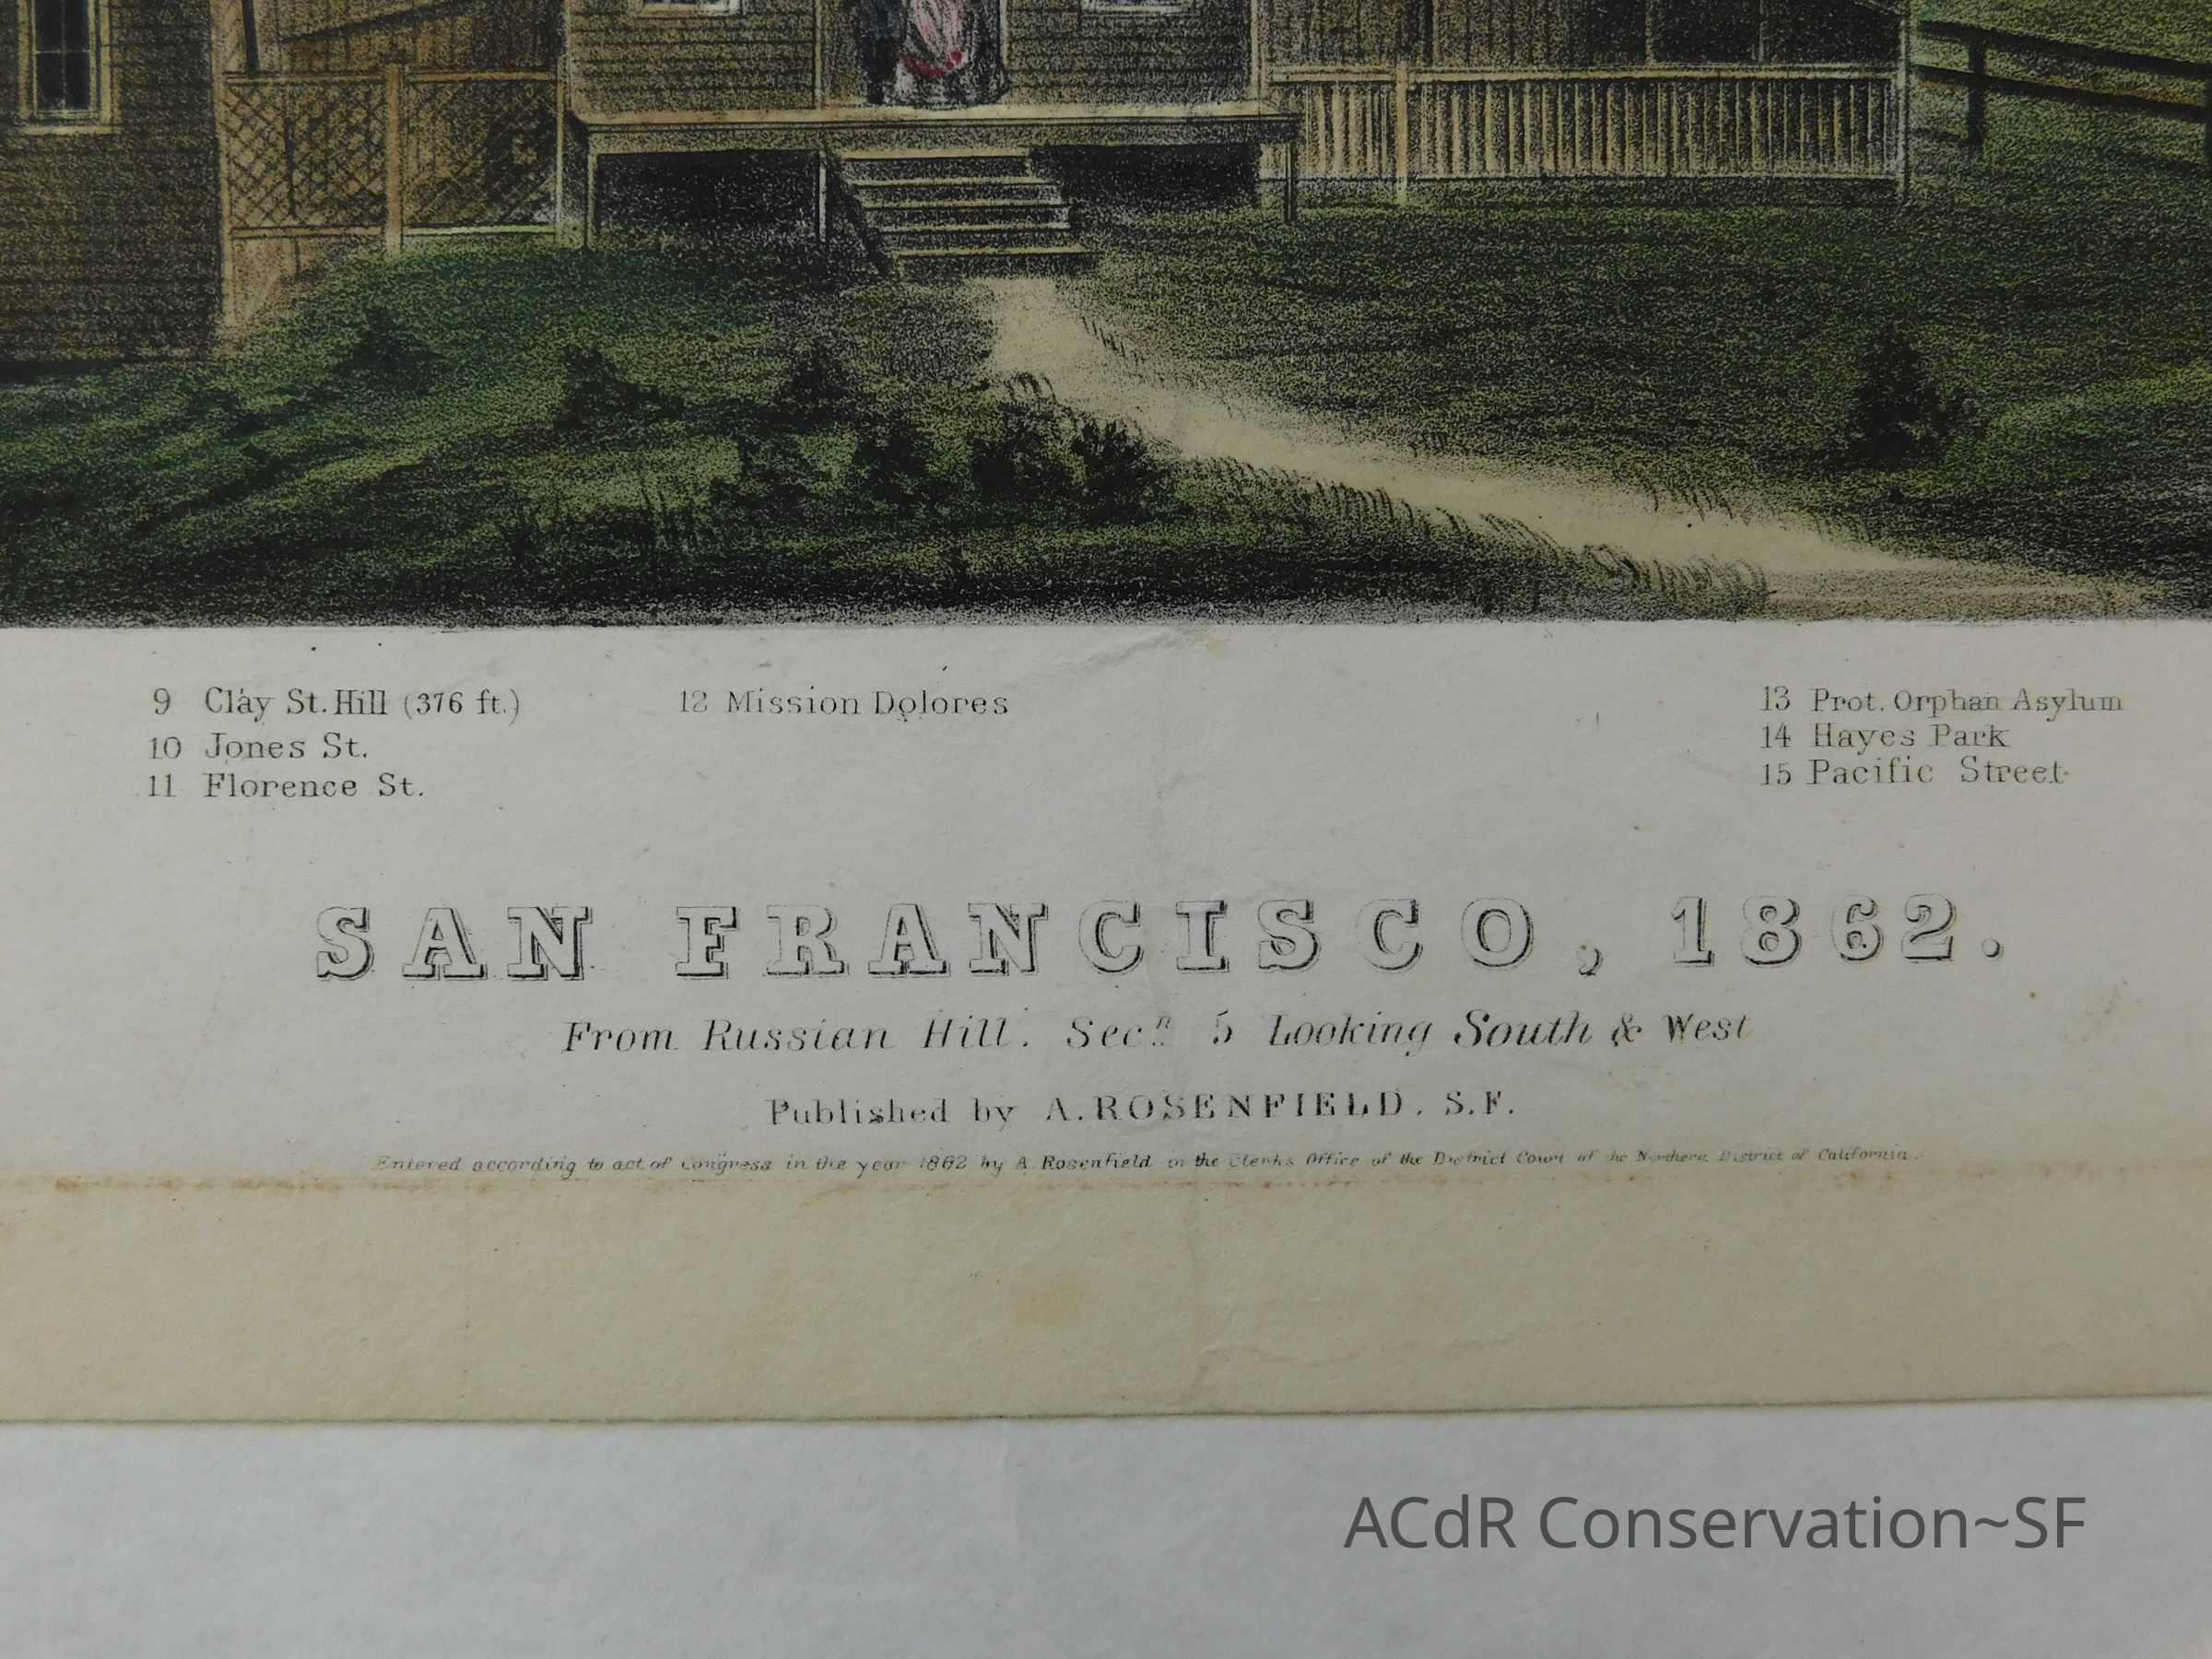 9 Clay St. Hill (376 ft.)
10 Jones St.
11 Florence St.
12 Mission Dolores
13 Prot. Orphan Asylum
14 Hayes Park
15 Pacific Street
SAN FRANCISCO, 1862.
From Russian Hill. Secⁿ 5 Looking South & West
Published by A. ROSENFIELD. S.F.
Entered according to act of Congress in the year 1862 by A. Rosenfield in the Clerks Office of the District Court of the Northern District of California.
ACdR Conservation~SF